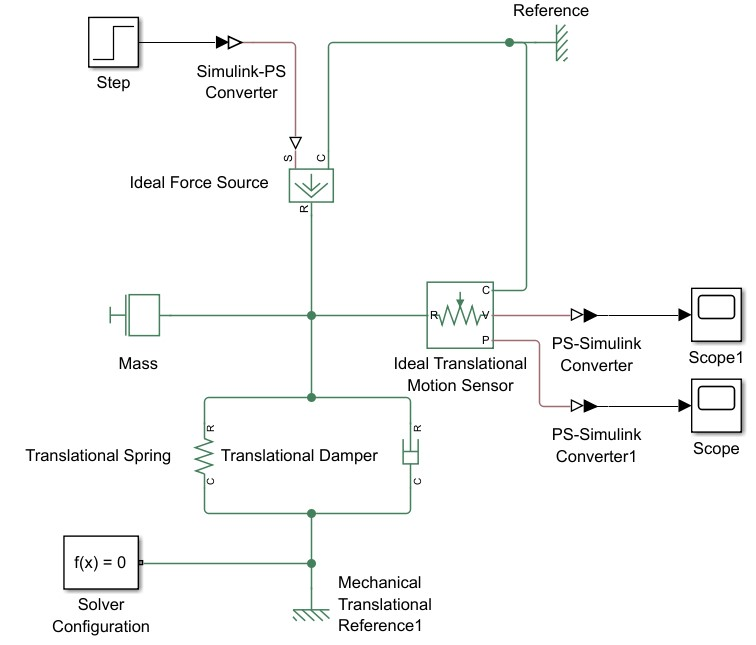 Reference
Step
Simulink-PS
Converter
S
C
Ideal Force Source
R
C
R
V
P
Mass
Ideal Translational
Motion Sensor
PS-Simulink
Converter
Scope1
PS-Simulink
Converter1
Scope
R
R
Translational Spring
Translational Damper
C
C
f(x) = 0
Solver
Configuration
Mechanical
Translational
Reference1